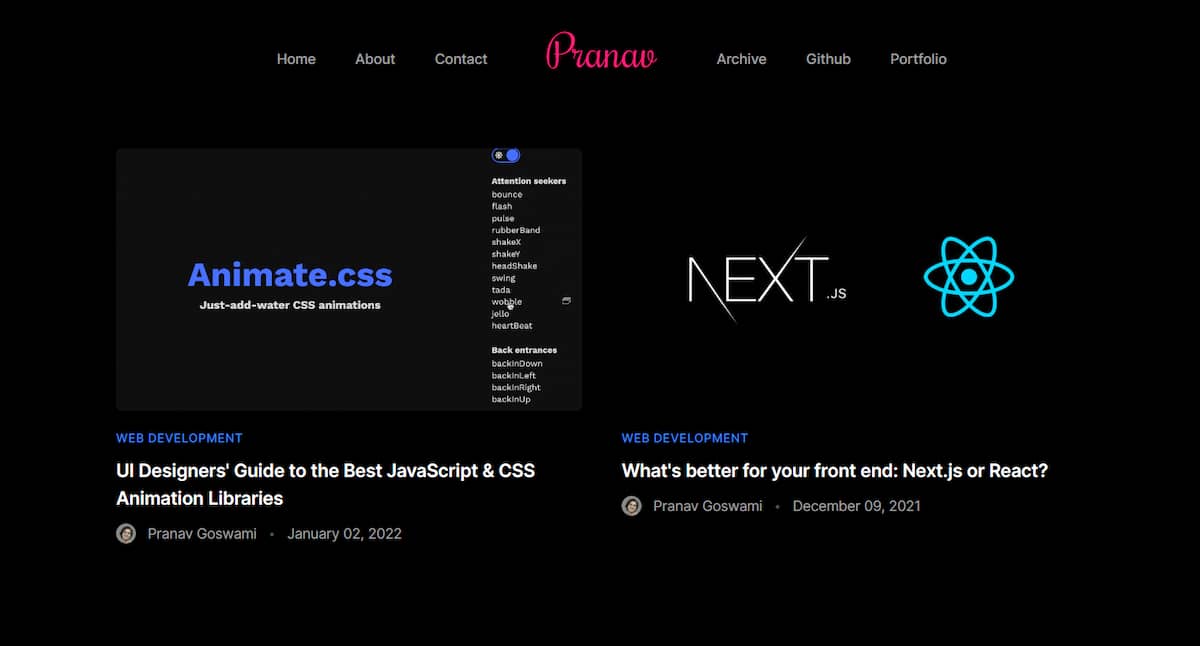 Home About Contact Pranav Archive Github Portfolio
Animate.css
Just-add-water CSS animations
Attention seekers
bounce
flash
pulse
rubberBand
shakeX
shakeY
headShake
swing
tada
wobble
jello
heartBeat
Back entrances
backInDown
backInLeft
backInRight
backInUp
WEB DEVELOPMENT
UI Designers' Guide to the Best JavaScript & CSS
Animation Libraries
Pranav Goswami • January 02, 2022
NEXT.JS
WEB DEVELOPMENT
What's better for your front end: Next.js or React?
Pranav Goswami • December 09, 2021